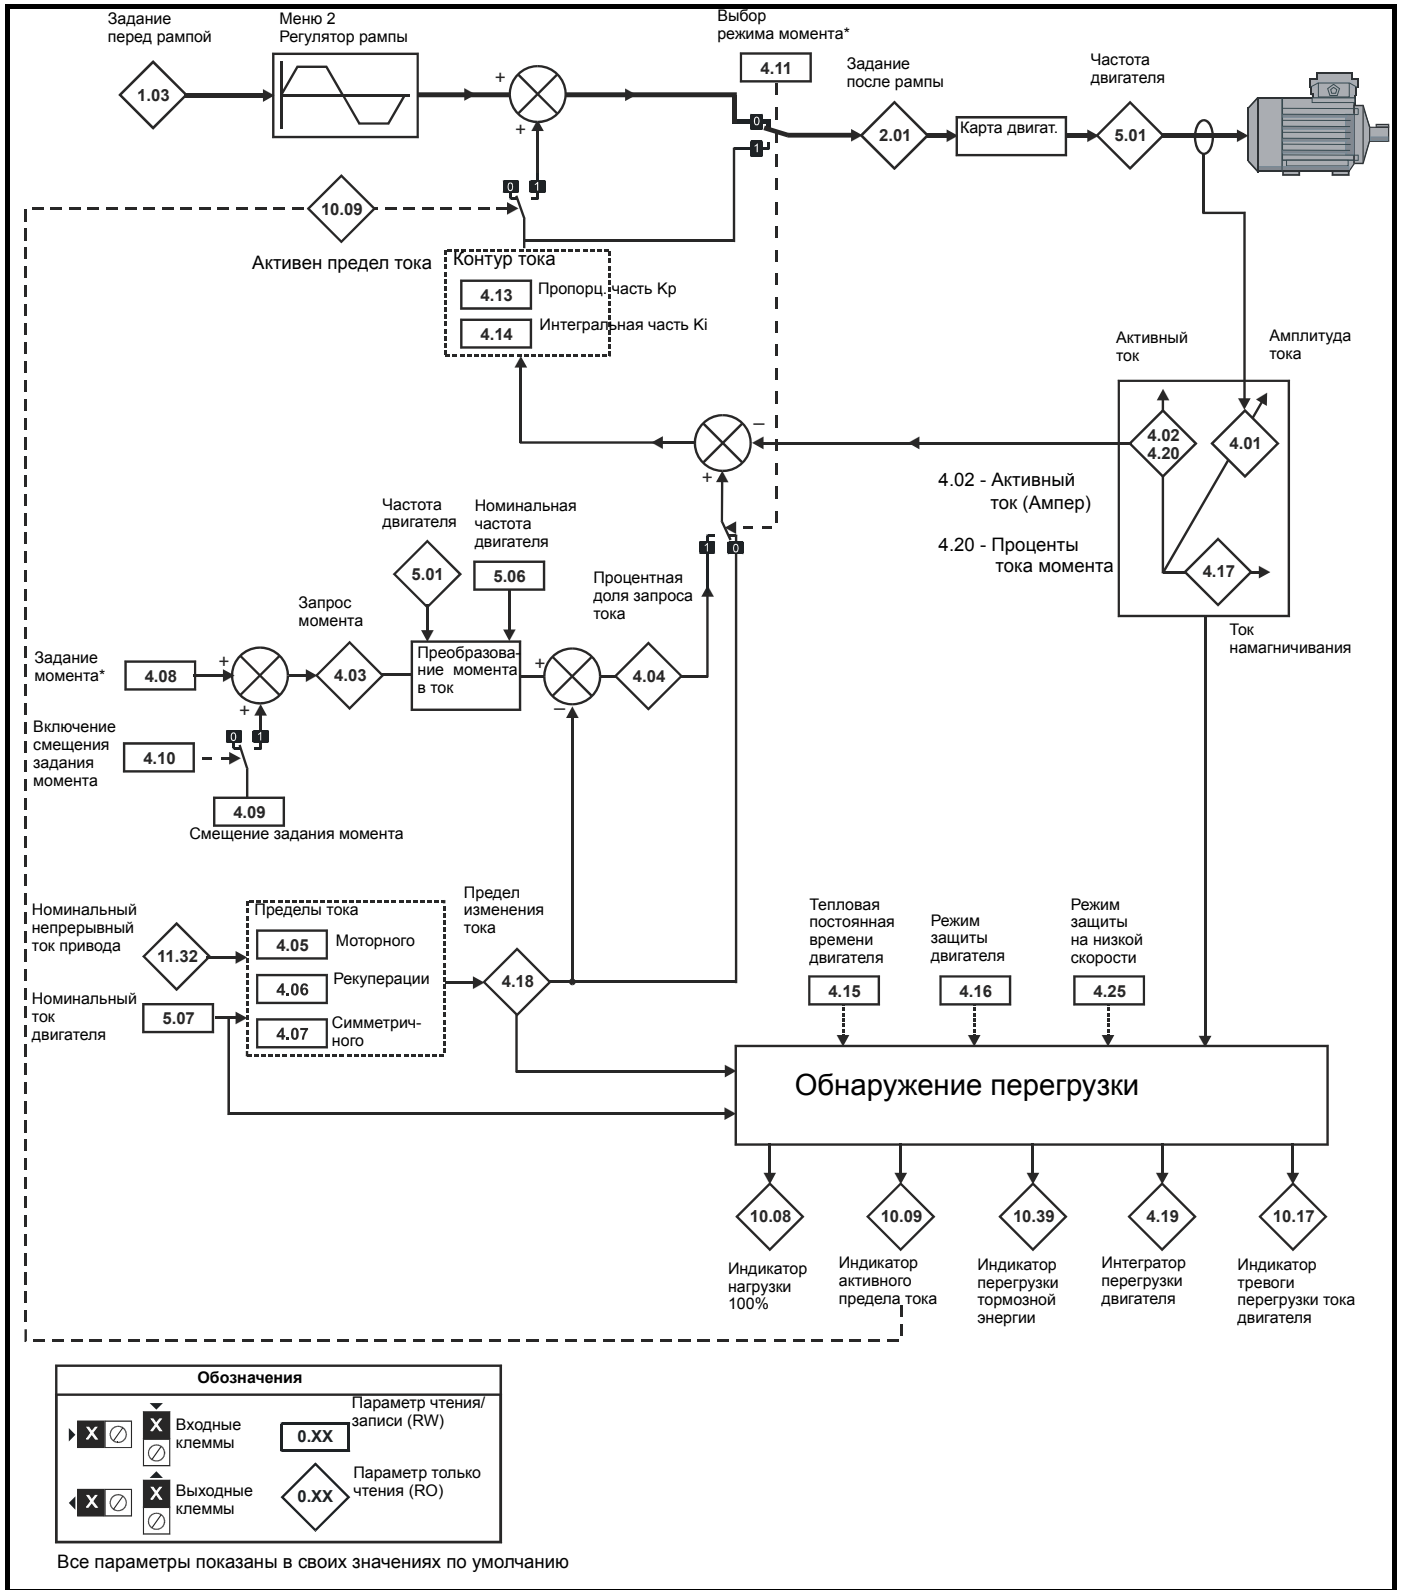 Задание
перед рампой
1.03
Меню 2
Регулятор рампы
+
+
Выбор
режима момента*
4.11
0
1
Задание
после рампы
2.01
Карта двигат.
Частота
двигателя
5.01
0
1
10.09
Активен предел тока
Контур тока
4.13
Пропорц. часть Кр
4.14
Интегральная часть Ki
Активный
ток
Амплитуда
тока
4.02
4.20
4.01
4.17
Ток
намагничивания
4.02 - Активный
ток (Ампер)
4.20 - Проценты
тока момента
–
+
1
0
Частота
двигателя
5.01
Номинальная
частота
двигателя
5.06
Процентная
доля запроса
тока
Запрос
момента
Задание
момента*
4.08
+
+
4.03
Преобразова-
ние момента
в ток
+
–
4.04
Включение
смещения
задания
момента
4.10
0
1
4.09
Смещение задания момента
Номинальный
непрерывный
ток привода
11.32
Номинальный
ток
двигателя
5.07
Пределы тока
4.05
Моторного
4.06
Рекуперации
4.07
Симметрич-
ного
Предел
изменения
тока
4.18
Тепловая
постоянная
времени
двигателя
4.15
Режим
защиты
двигателя
4.16
Режим
защиты
на низкой
скорости
4.25
Обнаружение перегрузки
10.08
10.09
10.39
4.19
10.17
Индикатор
нагрузки
100%
Индикатор
активного
предела тока
Индикатор
перегрузки
тормозной
энергии
Интегратор
перегрузки
двигателя
Индикатор
тревоги
перегрузки тока
двигателя
Обозначения
X
X
Входные
клеммы
0.XX
Параметр чтения/
записи (RW)
X
X
Выходные
клеммы
0.XX
Параметр только
чтения (RO)
Все параметры показаны в своих значениях по умолчанию